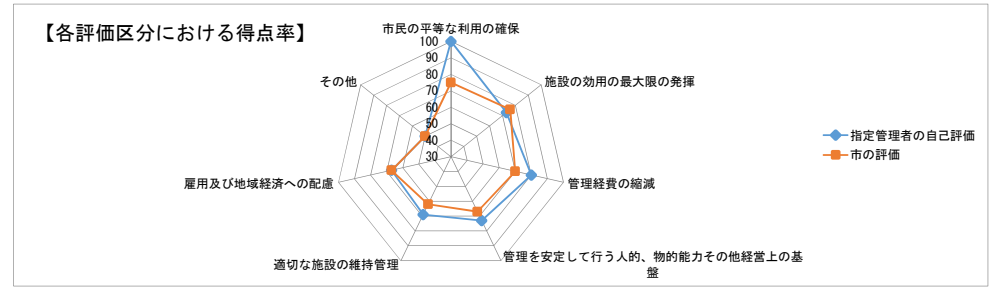 【各評価区分における得点率】
市民の平等な利用の確保
100
90
80
70
60
50
40
30
施設の効用の最大限の発揮
管理経費の縮減
管理を安定して行う人的、物的能力その他経営上の基
盤
適切な施設の維持管理
雇用及び地域経済への配慮
その他
指定管理者の自己評価
市の評価